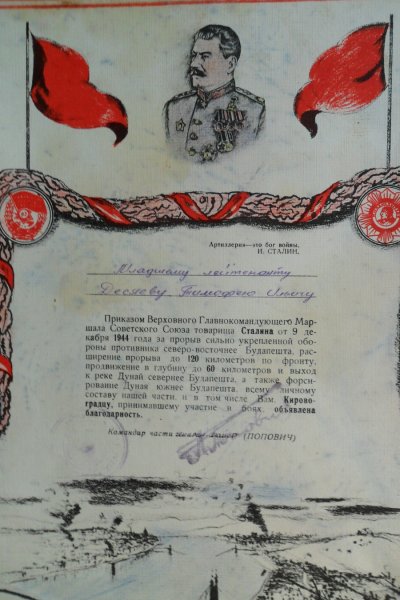 Артиллерия—это бог войны.
И. СТАЛИН.
Младшему лейтенанту
Десяеву Тимофею Ильичу
Приказом Верховного Главнокомандующего Мар-
шала Советского Союза товарища Сталина от 9 де-
кабря 1944 года за прорыв сильно укрепленной обо-
роны противника северо-восточнее Будапешта, рас-
ширение прорыва до 120 километров по фронту,
продвижение в глубину до 60 километров и выход
к реке Дунай севернее Будапешта, а также форси-
рование Дуная южнее Будапешта, всему личному
составу нашей части, и в том числе Вам, Кирово-
градцу, принимавшему участие в боях, объявлена
благодарность.
Командир части (ПОПОВИЧ)